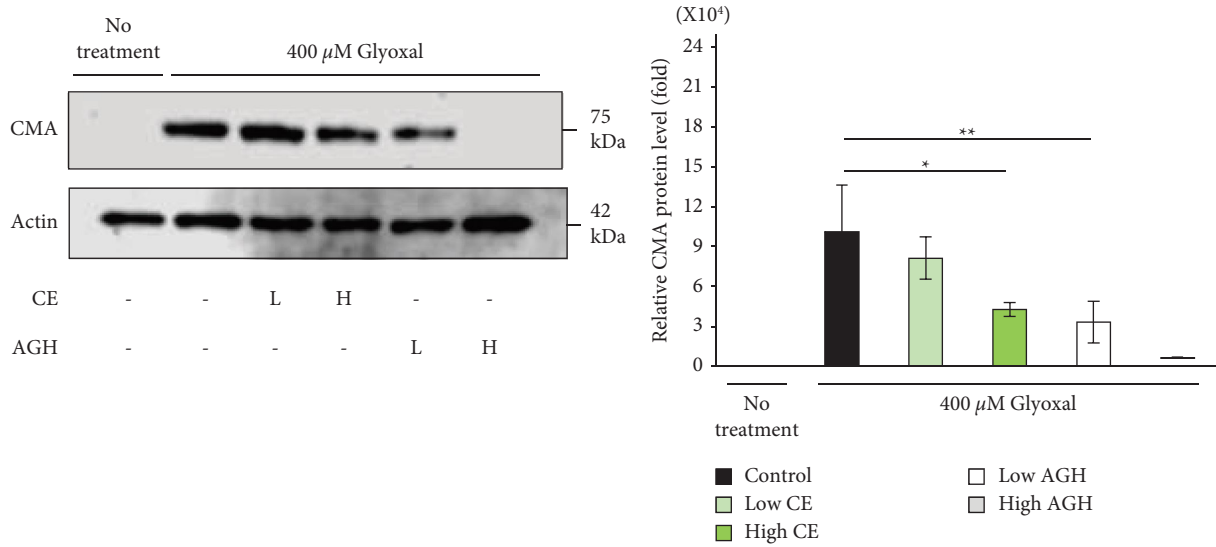 No
treatment
400 μM Glyoxal
CMA
75
kDa
Actin
42
kDa
CE - - L H - -
AGH - - - - L H
(X10⁴)
Relative CMA protein level (fold)
24
21
18
15
12
9
6
3
0
**
*
No
treatment
400 μM Glyoxal
Control
Low CE
High CE
Low AGH
High AGH